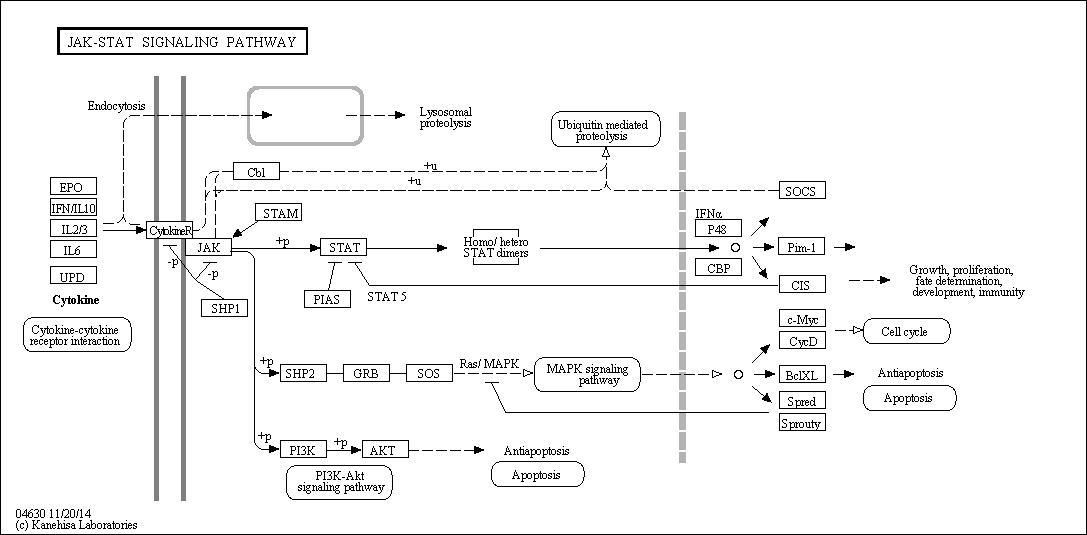 JAK-STAT SIGNALING PATHWAY
Endocytosis
Lysosomal
proteolysis
Ubiquitin mediated
proteolysis
Cbl
+u
+u
EPO
IFN/IL10
IL2/3
IL6
UPD
Cytokine
Cytokine-cytokine
receptor interaction
CytokineR
JAK
STAM
-p
-p
SHP1
+p
STAT
PIAS
STAT 5
Homo/ hetero
STAT dimers
IFNα
P48
CBP
SOCS
Pim-1
CIS
Growth, proliferation,
fate determination,
development, immunity
c-Myc
CycD
Cell cycle
BclXL
Antiapoptosis
Apoptosis
Spred
Sprouty
+p
SHP2
GRB
SOS
Ras/ MAPK
MAPK signaling
pathway
+p
PI3K
+p
AKT
Antiapoptosis
Apoptosis
PI3K-Akt
signaling pathway
04630 11/20/14
(c) Kanehisa Laboratories